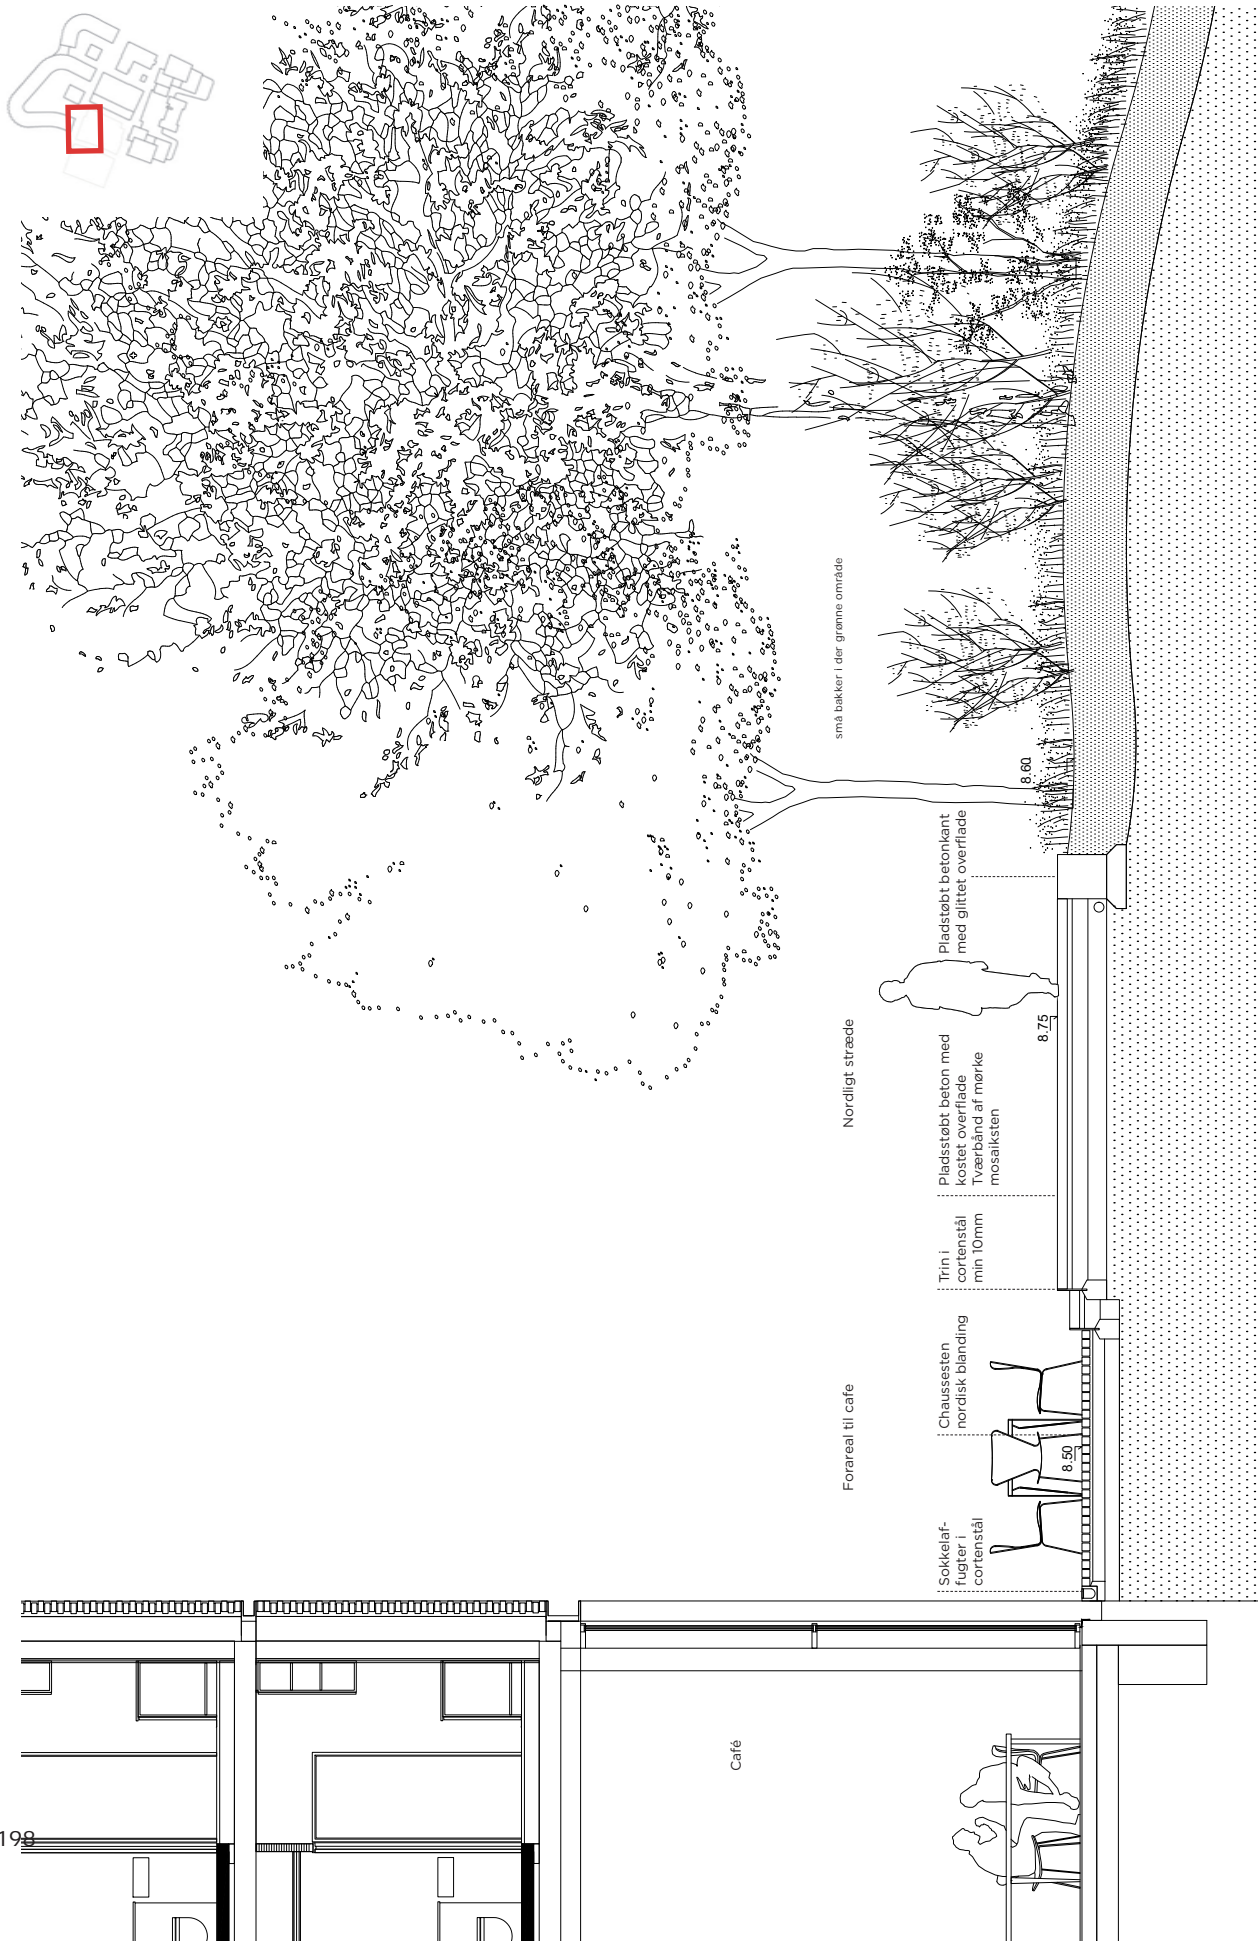 Café
Forareal til cafe
Nordligt stræde
små bakker i der grønne område
Sokkelaf-
fugter i
cortenstål
Chaussesten
nordisk blanding
Trin i
cortenstål
min 10mm
Pladsstøbt beton med
kostet overflade
Tværbånd af mørke
mosaiksten
Pladstøbt betonkant
med glittet overflade
8.50
8.75
8.60
198